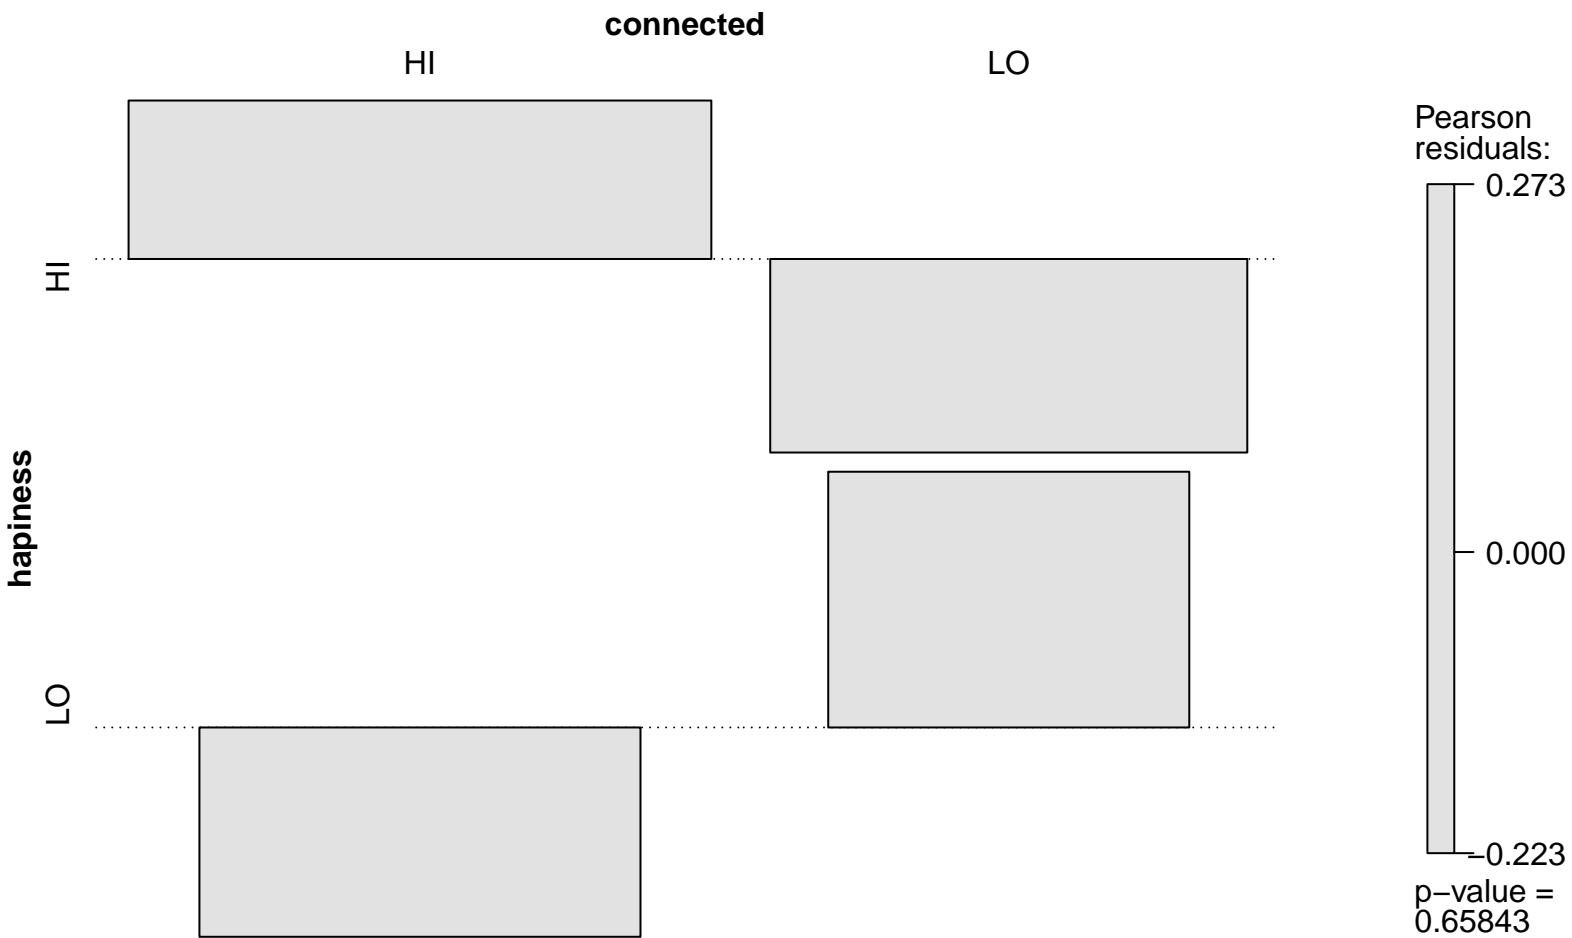 connected
HI
LO
HI
hapiness
LO
Pearson
residuals:
0.273
0.000
−0.223
p−value =
0.65843